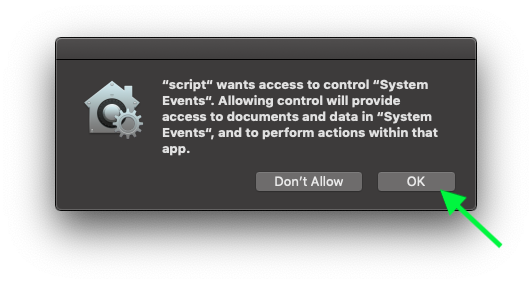 “script“ wants access to control “System
Events“. Allowing control will provide
access to documents and data in “System
Events“, and to perform actions within that
app.
Don’t Allow
OK